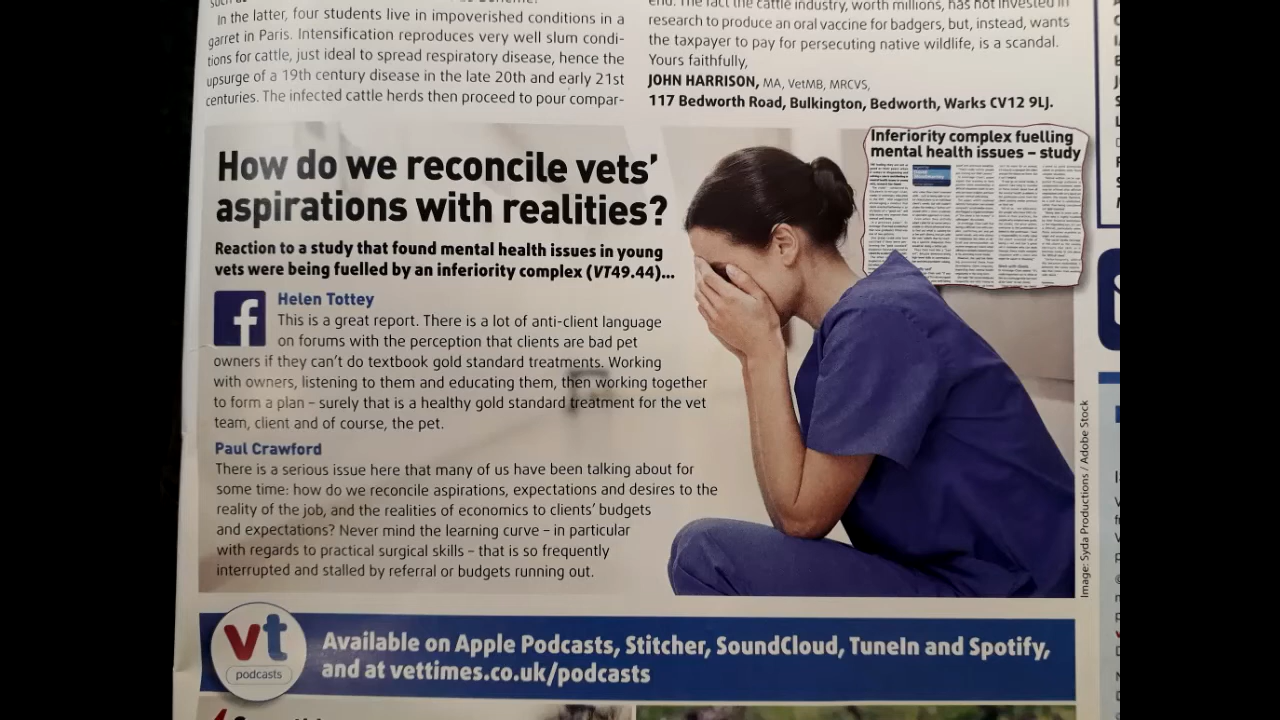 In the latter, four students live in impoverished conditions in a
garret in Paris. Intensification reproduces very well slum condi-
tions for cattle, just ideal to spread respiratory disease, hence the
upsurge of a 19th century disease in the late 20th and early 21st
centuries. The infected cattle herds then proceed to pour compar-
end. The fact the cattle industry, worth millions, has not invested in
research to produce an oral vaccine for badgers, but, instead, wants
the taxpayer to pay for persecuting native wildlife, is a scandal.
Yours faithfully,
JOHN HARRISON, MA, VetMB, MRCVS,
117 Bedworth Road, Bulkington, Bedworth, Warks CV12 9LJ.
How do we reconcile vets’
aspirations with realities?
Reaction to a study that found mental health issues in young
vets were being fuelled by an inferiority complex (VT49.44)...
Inferiority complex fuelling
mental health issues – study
f
Helen Tottey
This is a great report. There is a lot of anti-client language
on forums with the perception that clients are bad pet
owners if they can’t do textbook gold standard treatments. Working
with owners, listening to them and educating them, then working together
to form a plan – surely that is a healthy gold standard treatment for the vet
team, client and of course, the pet.
Paul Crawford
There is a serious issue here that many of us have been talking about for
some time: how do we reconcile aspirations, expectations and desires to the
reality of the job, and the realities of economics to clients’ budgets
and expectations? Never mind the learning curve – in particular
with regards to practical surgical skills – that is so frequently
interrupted and stalled by referral or budgets running out.
Image: Syda Productions / Adobe Stock
vt
podcasts
Available on Apple Podcasts, Stitcher, SoundCloud, TuneIn and Spotify,
and at vettimes.co.uk/podcasts